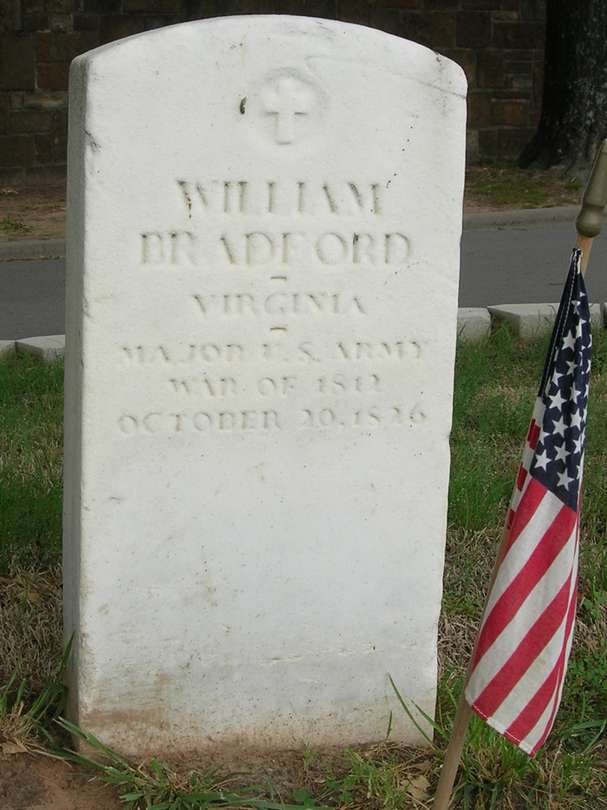 WILLIAM
BRADFORD
-
VIRGINIA
-
MAJOR U.S. ARMY
WAR OF 1812
OCTOBER 20, 1826